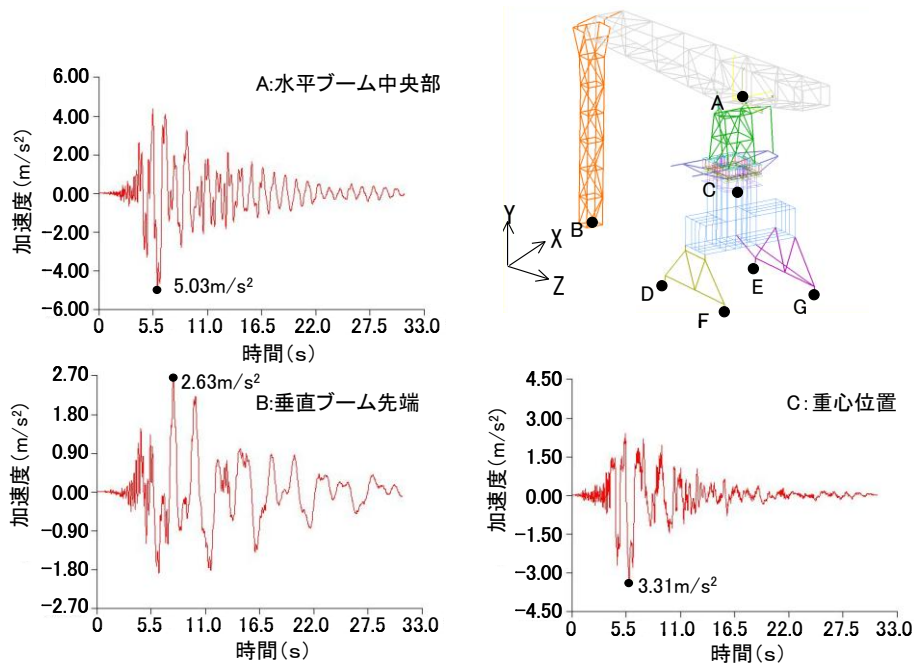 A:水平ブーム中央部
加速度(m/s²)
6.00
4.00
2.00
0.00
−2.00
−4.00
−6.00
5.03m/s²
0 5.5 11.0 16.5 22.0 27.5 33.0
時間(s)
A
B
C
D
E
F
G
Y
X
Z
B:垂直ブーム先端
加速度(m/s²)
2.70
1.80
0.90
0.00
−0.90
−1.80
−2.70
2.63m/s²
0 5.5 11.0 16.5 22.0 27.5 33.0
時間(s)
C:重心位置
加速度(m/s²)
4.50
3.00
1.50
0.00
−1.50
−3.00
−4.50
3.31m/s²
0 5.5 11.0 16.5 22.0 27.5 33.0
時間(s)